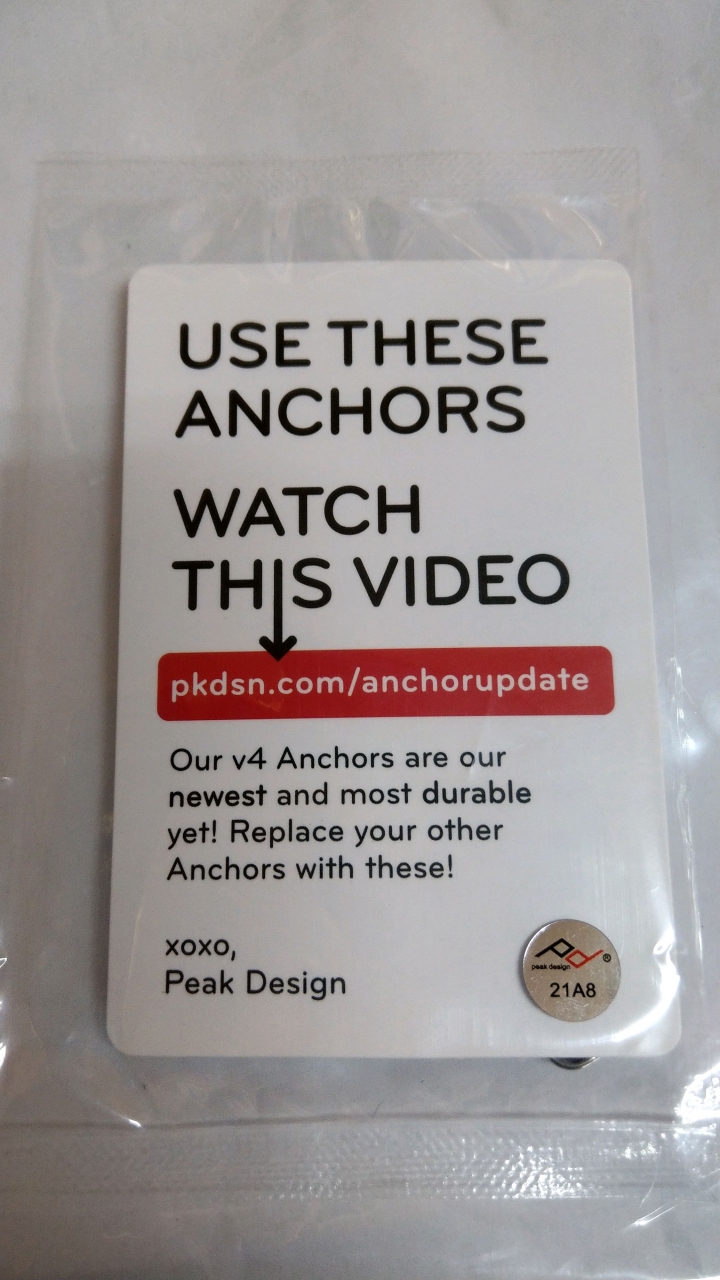 USE THESE
ANCHORS
WATCH
THIS VIDEO
pkdsn.com/anchorupdate
Our v4 Anchors are our
newest and most durable
yet! Replace your other
Anchors with these!
xoxo,
Peak Design
peak design ®
21A8